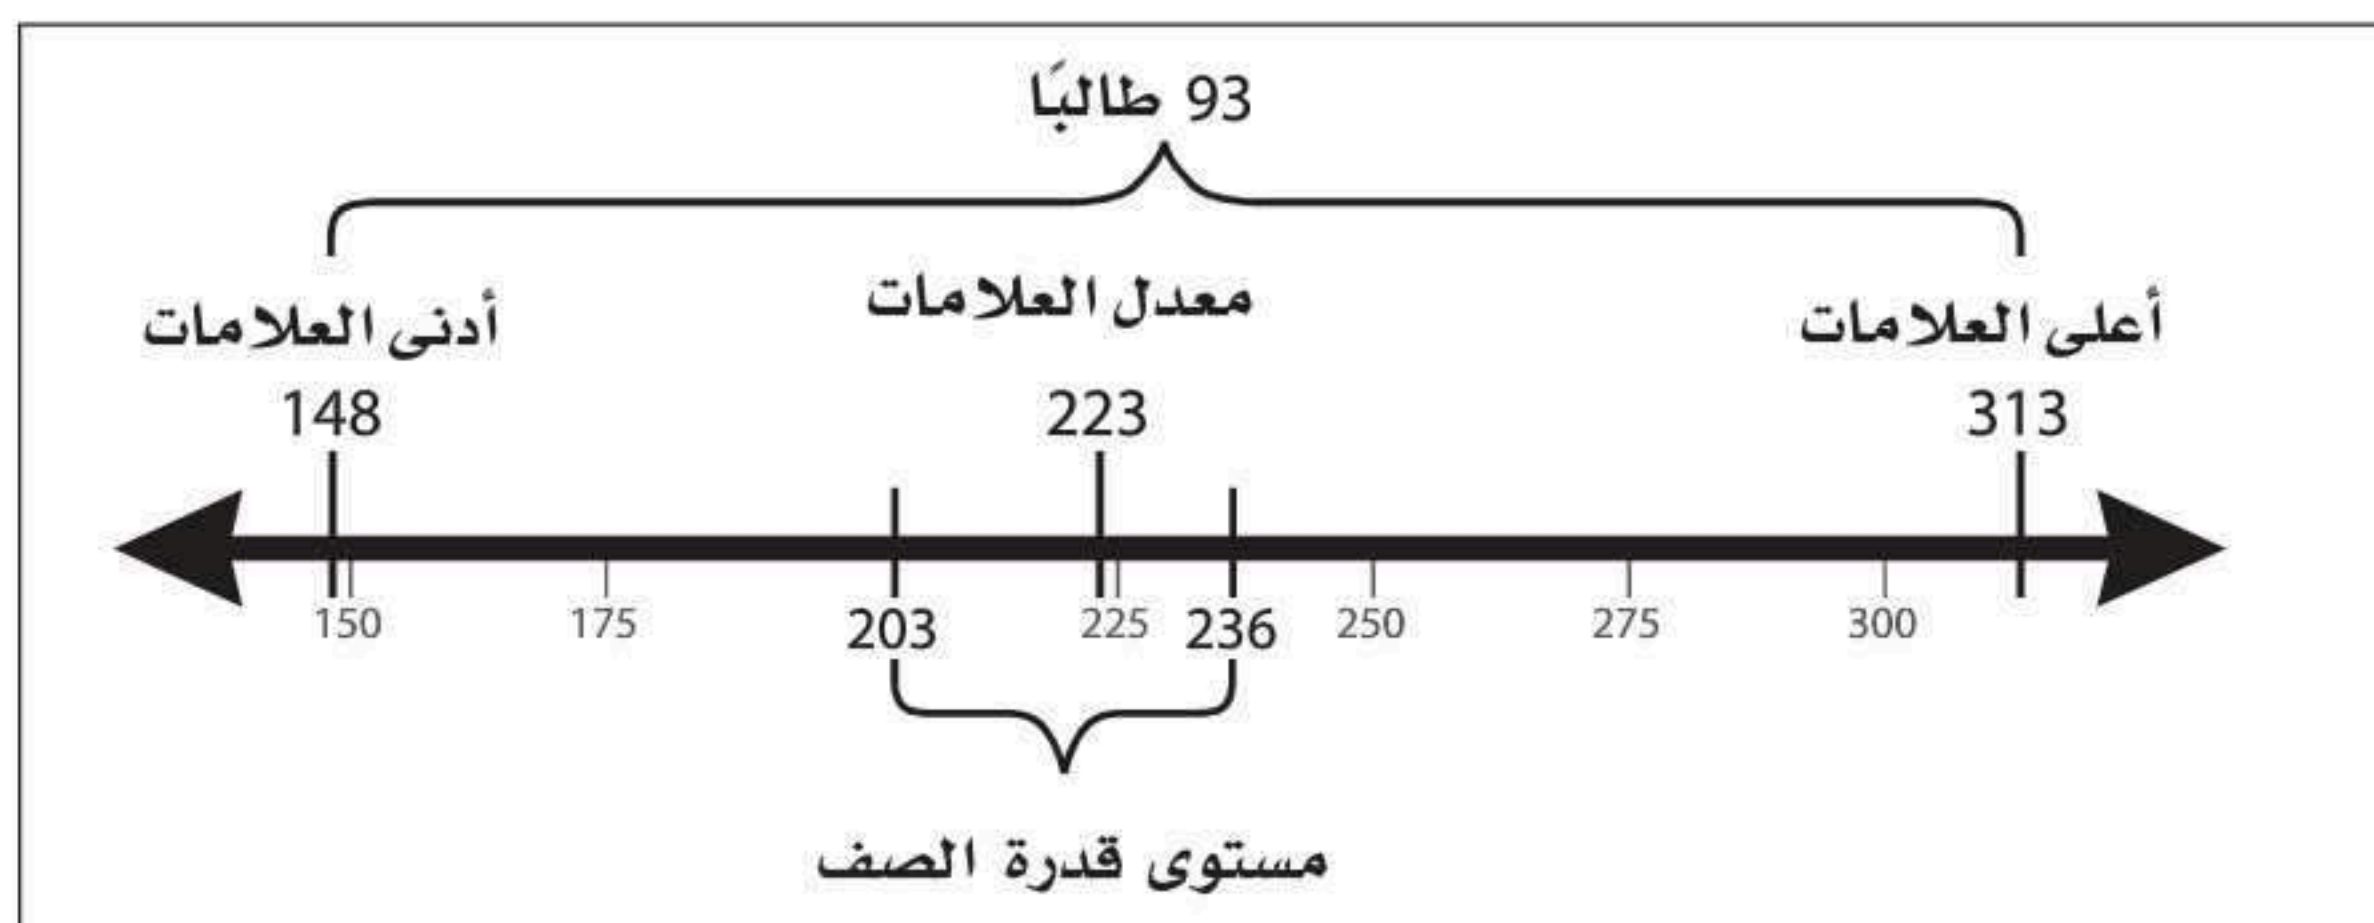 93 طالبًا
أعلى العلامات
معدل العلامات
أدنى العلامات
148 223 313
150 175 203 225 236 250 275 300
مستوى قدرة الصف